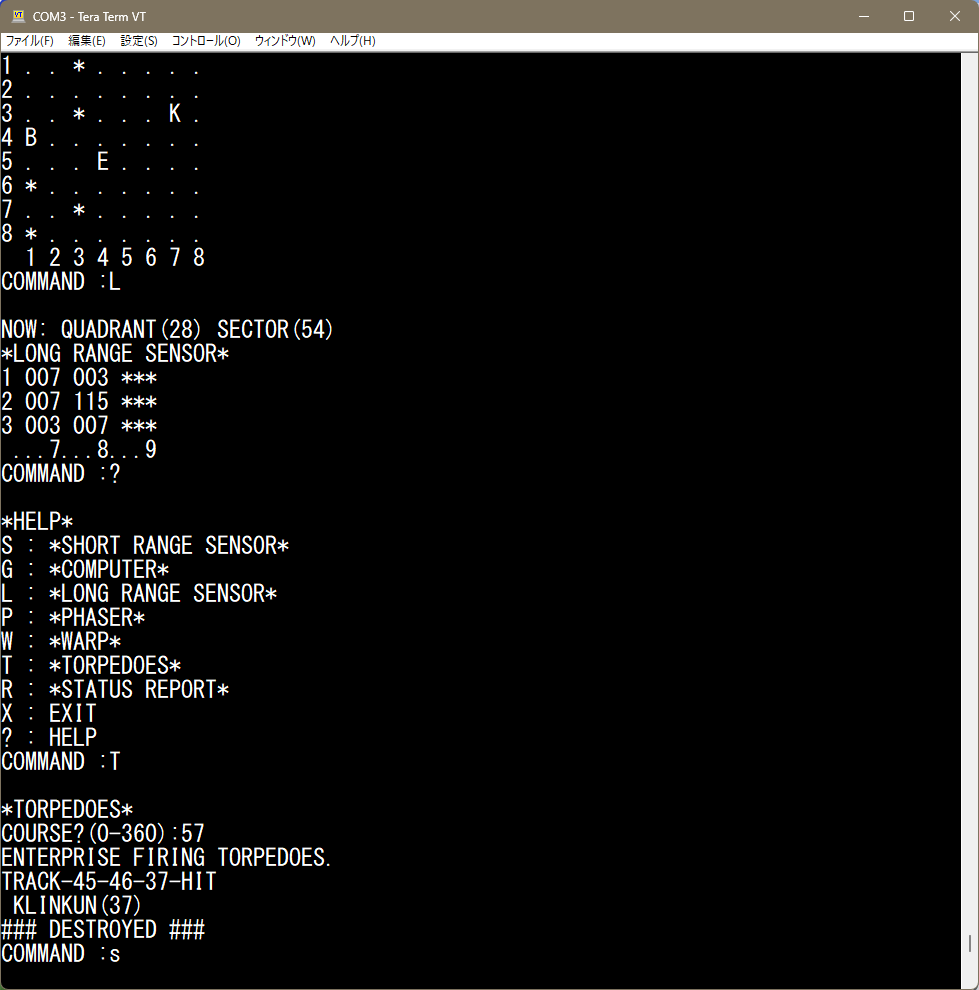 COM3 - Tera Term VT
ファイル(F) 編集(E) 設定(S) コントロール(O) ウィンドウ(W) ヘルプ(H)
1 . . * . . . . .
2 . . . . . . . .
3 . . * . . . K .
4 B . . . . . . .
5 . . . E . . . .
6 * . . . . . . .
7 . . * . . . . .
8 * . . . . . . .
  1 2 3 4 5 6 7 8
COMMAND :L
NOW: QUADRANT(28) SECTOR(54)
*LONG RANGE SENSOR*
1 007 003 ***
2 007 115 ***
3 003 007 ***
 ...7...8...9
COMMAND :?
*HELP*
S : *SHORT RANGE SENSOR*
G : *COMPUTER*
L : *LONG RANGE SENSOR*
P : *PHASER*
W : *WARP*
T : *TORPEDOES*
R : *STATUS REPORT*
X : EXIT
? : HELP
COMMAND :T
*TORPEDOES*
COURSE?(0-360):57
ENTERPRISE FIRING TORPEDOES.
TRACK-45-46-37-HIT
 KLINKUN(37)
### DESTROYED ###
COMMAND :s